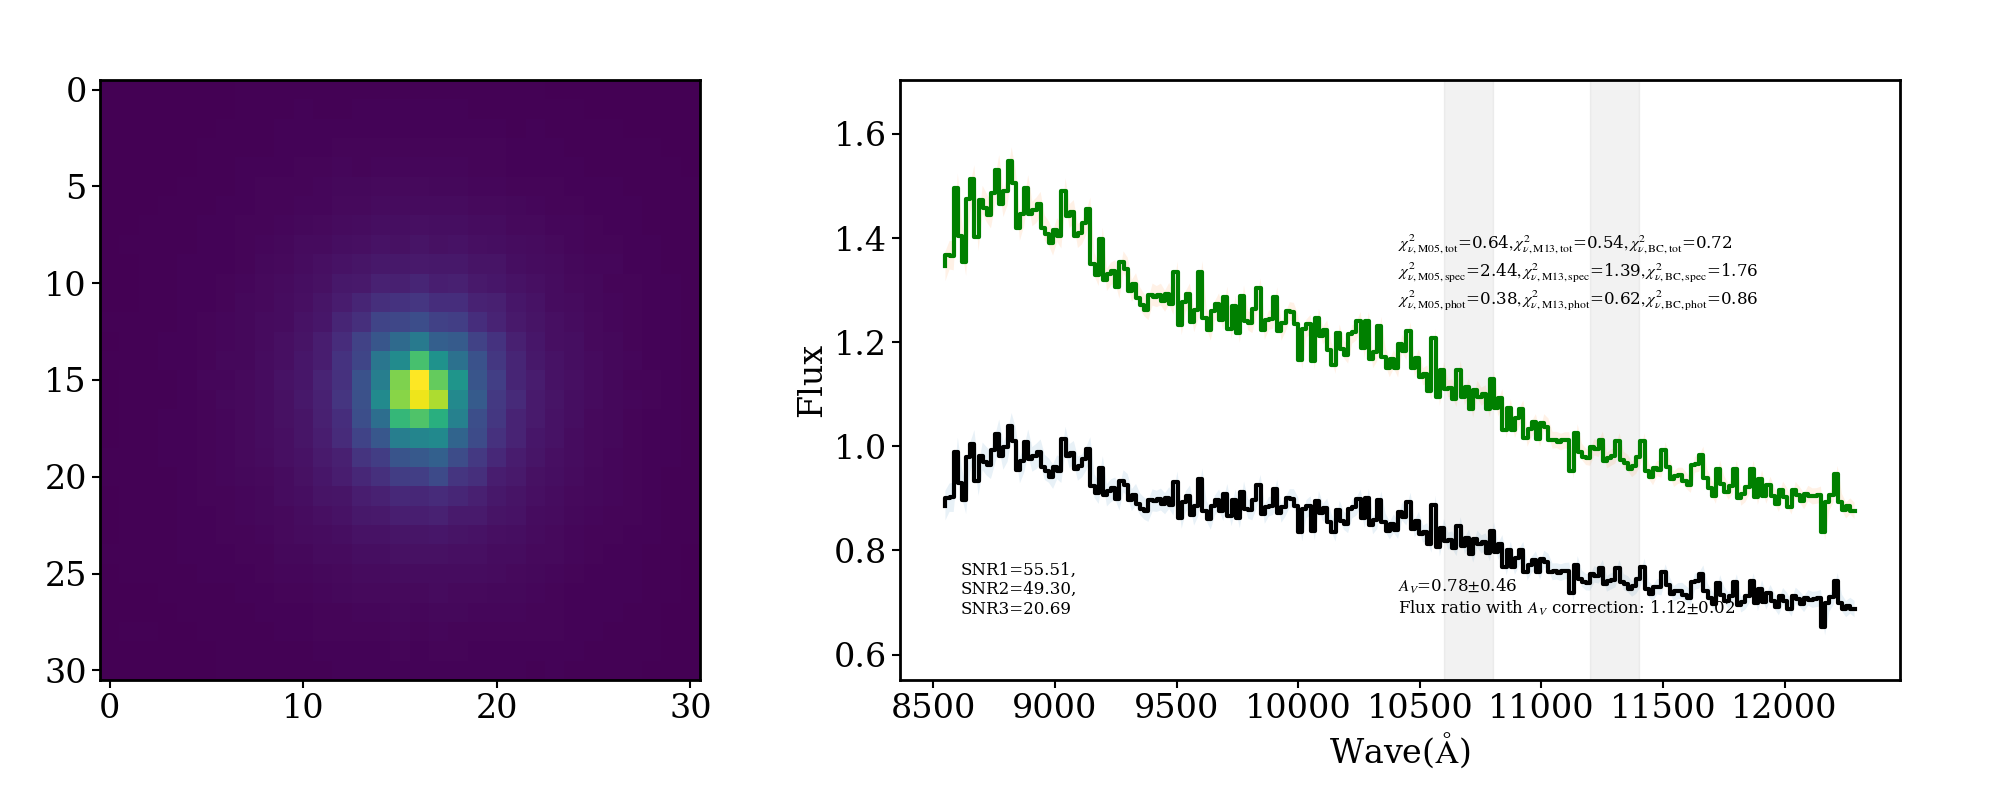 0
5
10
15
20
25
30
0 10 20 30
1.6
1.4
1.2
1.0
0.8
0.6
Flux
χ²ν,M05,tot=0.64,χ²ν,M13,tot=0.54,χ²ν,BC,tot=0.72
χ²ν,M05,spec=2.44,χ²ν,M13,spec=1.39,χ²ν,BC,spec=1.76
χ²ν,M05,phot=0.38,χ²ν,M13,phot=0.62,χ²ν,BC,phot=0.86
SNR1=55.51,
SNR2=49.30,
SNR3=20.69
AV=0.78±0.46
Flux ratio with AV correction: 1.12±0.02
8500 9000 9500 10000 10500 11000 11500 12000
Wave(Å)